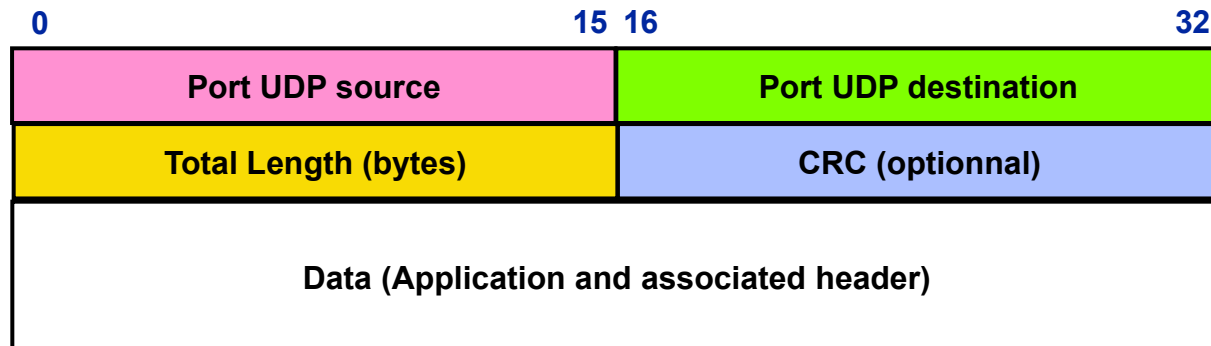 0 15 16 32
Port UDP source Port UDP destination
Total Length (bytes) CRC (optionnal)
Data (Application and associated header)